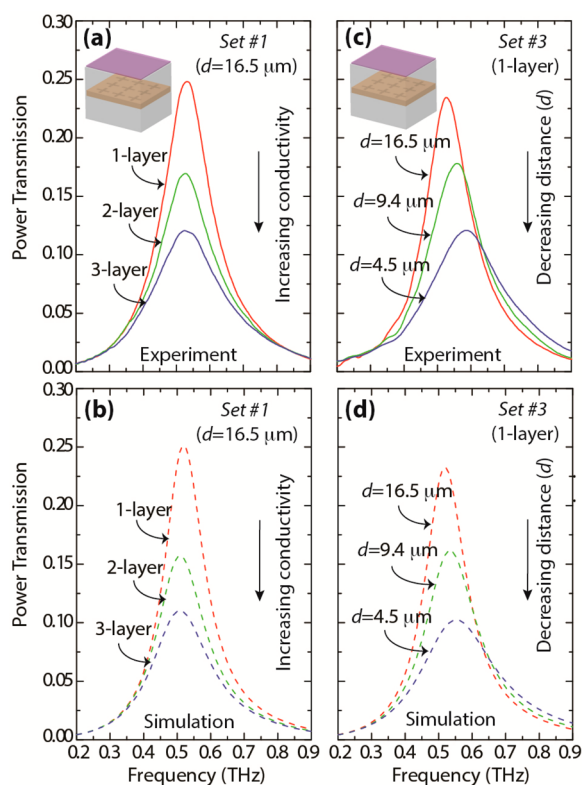 (a)
Set #1
(d=16.5 μm)
0.30
0.25
0.20
0.15
0.10
0.05
0.00
Power Transmission
1-layer
2-layer
3-layer
Increasing conductivity
Experiment
(c)
Set #3
(1-layer)
d=16.5 μm
d=9.4 μm
d=4.5 μm
Decreasing distance (d)
Experiment
(b)
Set #1
(d=16.5 μm)
0.30
0.25
0.20
0.15
0.10
0.05
0.00
Power Transmission
1-layer
2-layer
3-layer
Increasing conductivity
Simulation
0.2 0.3 0.4 0.5 0.6 0.7 0.8 0.9
Frequency (THz)
(d)
Set #3
(1-layer)
d=16.5 μm
d=9.4 μm
d=4.5 μm
Decreasing distance (d)
Simulation
0.2 0.3 0.4 0.5 0.6 0.7 0.8 0.9
Frequency (THz)